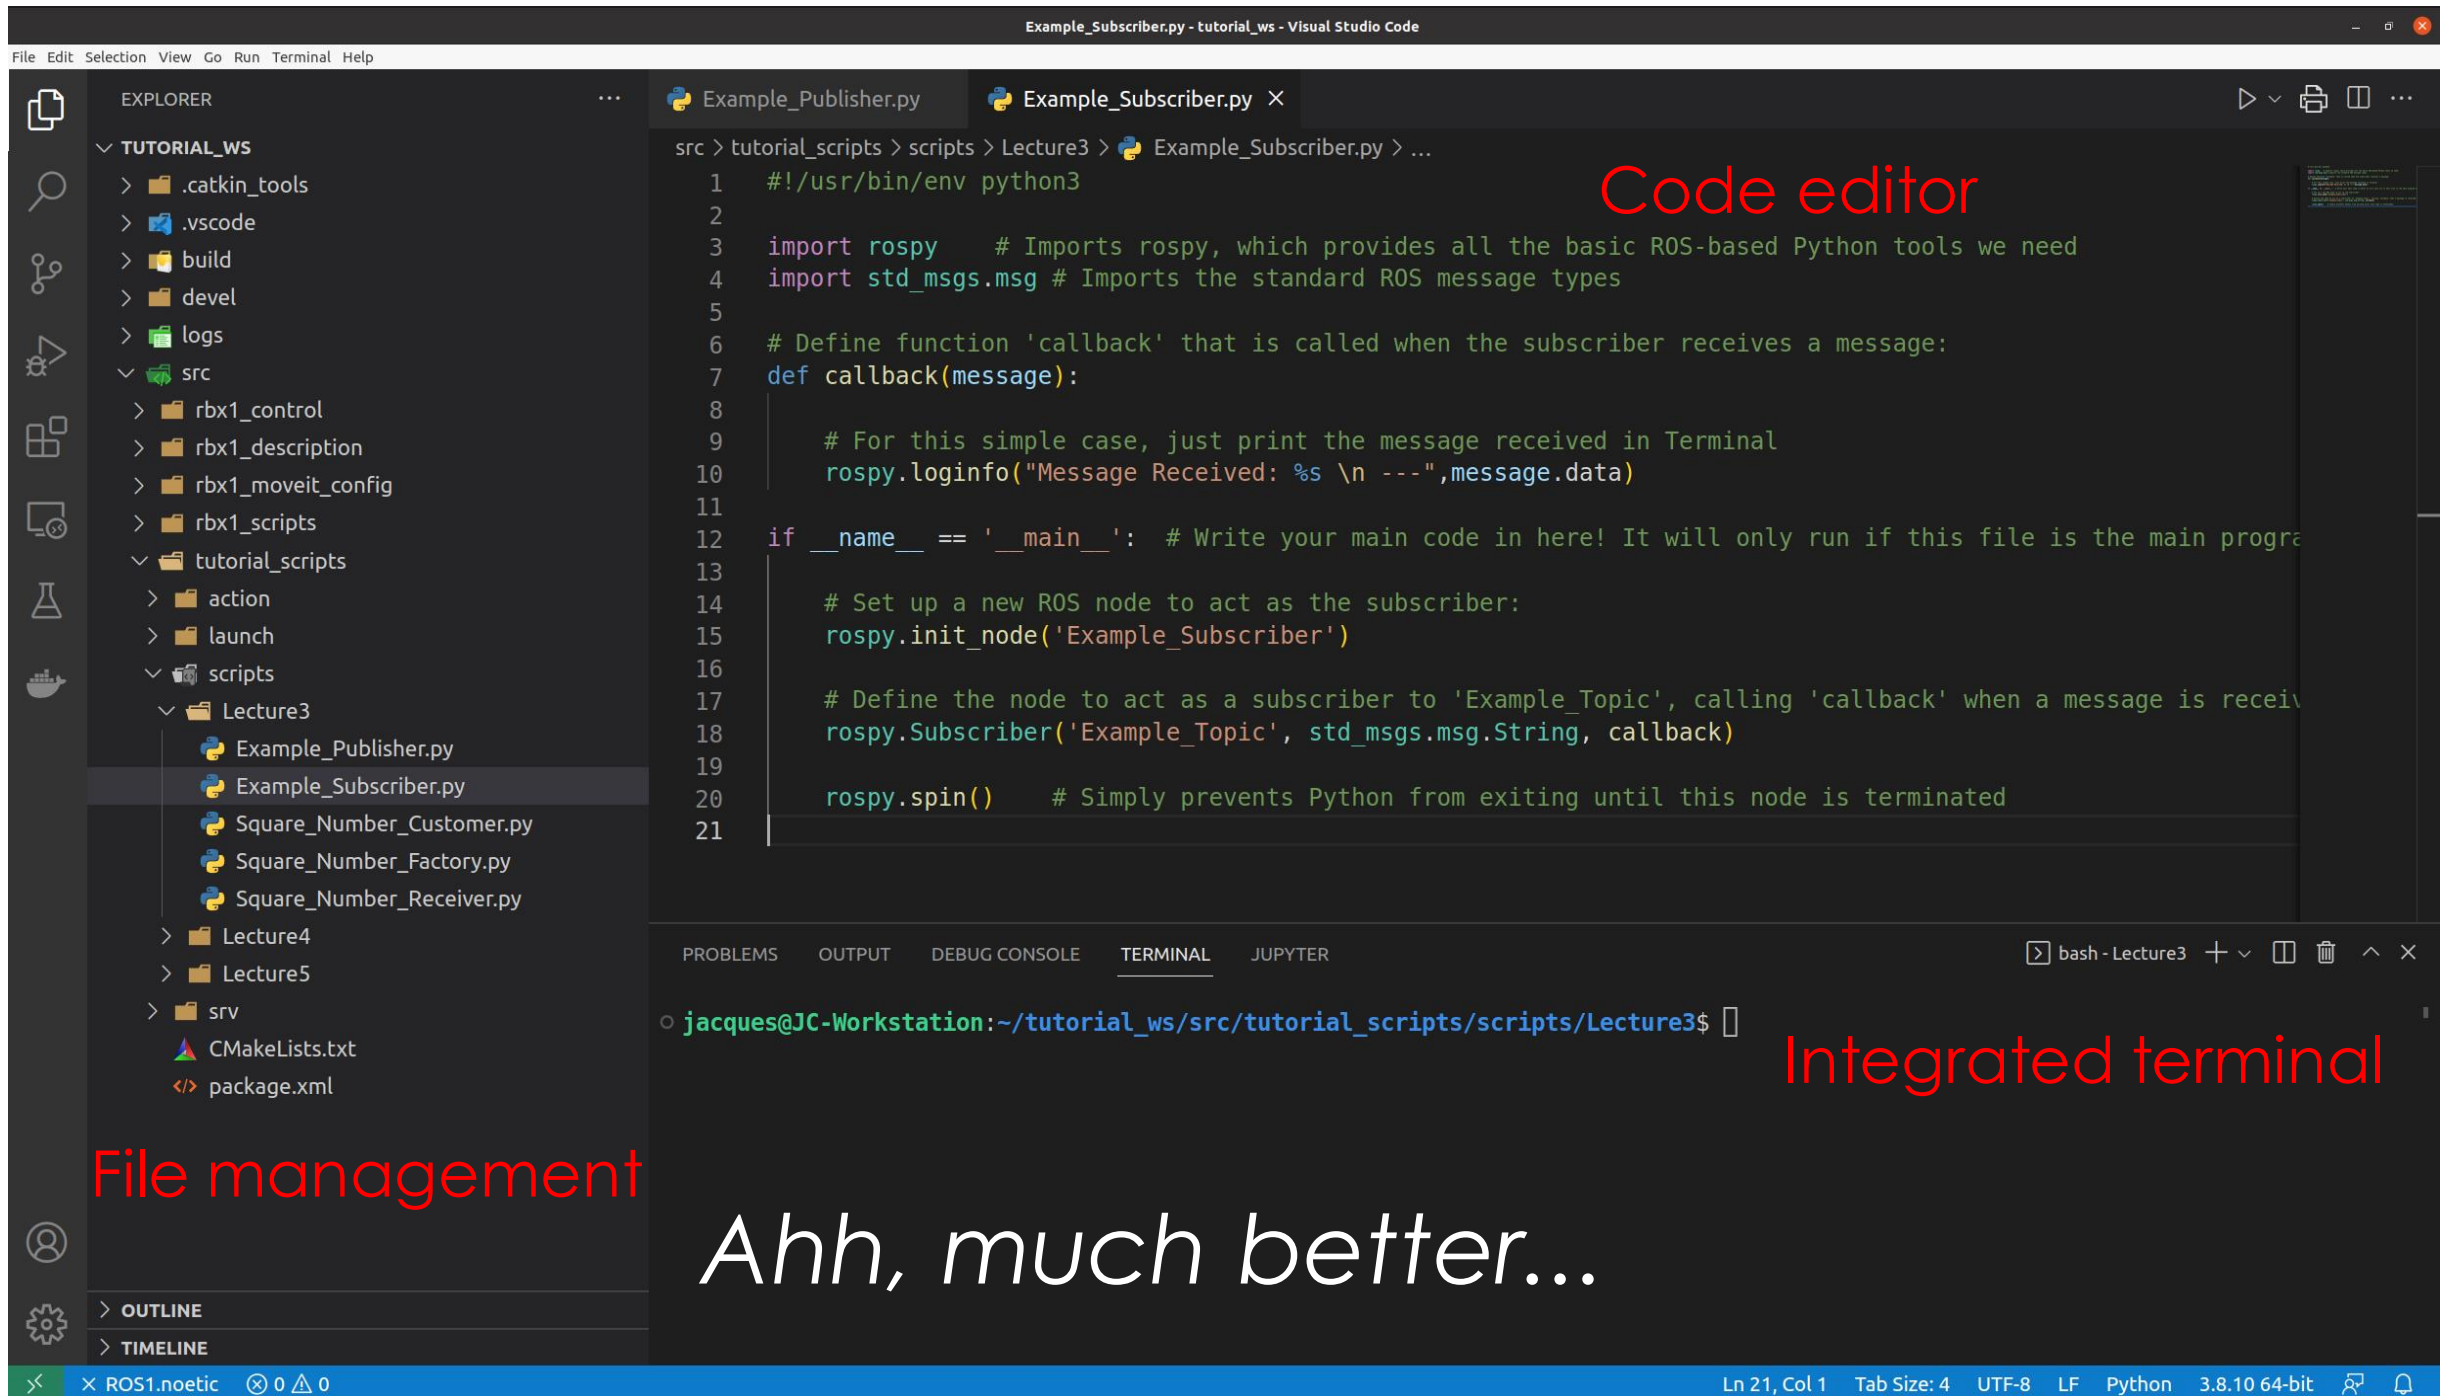 Example_Subscriber.py - tutorial_ws - Visual Studio Code
File Edit Selection View Go Run Terminal Help
EXPLORER
TUTORIAL_WS
.catkin_tools
.vscode
build
devel
logs
src
rbx1_control
rbx1_description
rbx1_moveit_config
rbx1_scripts
tutorial_scripts
action
launch
scripts
Lecture3
Example_Publisher.py
Example_Subscriber.py
Square_Number_Customer.py
Square_Number_Factory.py
Square_Number_Receiver.py
Lecture4
Lecture5
srv
CMakeLists.txt
package.xml
File management
OUTLINE
TIMELINE
Example_Publisher.py Example_Subscriber.py
src > tutorial_scripts > scripts > Lecture3 > Example_Subscriber.py > ...
Code editor
1 #!/usr/bin/env python3
2
3 import rospy    # Imports rospy, which provides all the basic ROS-based Python tools we need
4 import std_msgs.msg # Imports the standard ROS message types
5
6 # Define function 'callback' that is called when the subscriber receives a message:
7 def callback(message):
8
9     # For this simple case, just print the message received in Terminal
10     rospy.loginfo("Message Received: %s \n ---",message.data)
11
12 if __name__ == '__main__':  # Write your main code in here! It will only run if this file is the main progra
13
14     # Set up a new ROS node to act as the subscriber:
15     rospy.init_node('Example_Subscriber')
16
17     # Define the node to act as a subscriber to 'Example_Topic', calling 'callback' when a message is receiv
18     rospy.Subscriber('Example_Topic', std_msgs.msg.String, callback)
19
20     rospy.spin()    # Simply prevents Python from exiting until this node is terminated
21
PROBLEMS OUTPUT DEBUG CONSOLE TERMINAL JUPYTER bash - Lecture3
jacques@JC-Workstation:~/tutorial_ws/src/tutorial_scripts/scripts/Lecture3$
Integrated terminal
Ahh, much better...
ROS1.noetic 0 0 Ln 21, Col 1 Tab Size: 4 UTF-8 LF Python 3.8.10 64-bit